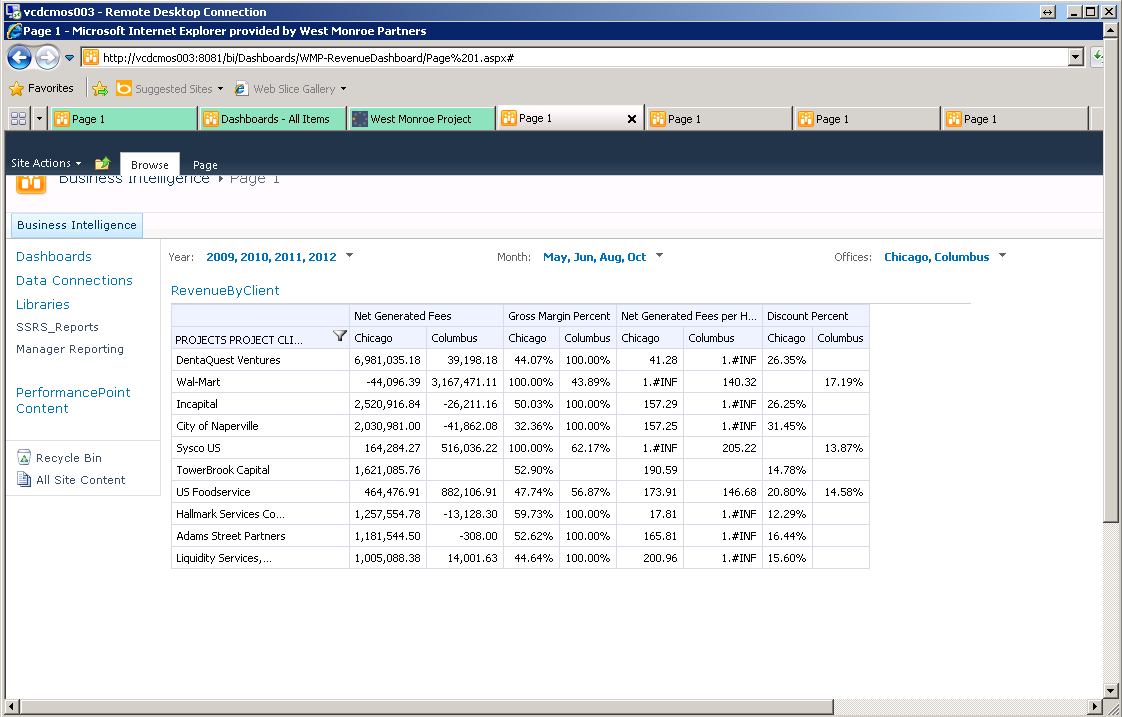 vcdcmos003 - Remote Desktop Connection
Page 1 - Microsoft Internet Explorer provided by West Monroe Partners
http://vcdcmos003:8081/bi/Dashboards/WMP-RevenueDashboard/Page%201.aspx#
Favorites Suggested Sites Web Slice Gallery
Page 1 Dashboards - All Items West Monroe Project Page 1 Page 1 Page 1 Page 1
Site Actions Browse Page
Business Intelligence Page 1
Business Intelligence
Dashboards
Data Connections
Libraries
SSRS_Reports
Manager Reporting
PerformancePoint
Content
Recycle Bin
All Site Content
Year: 2009, 2010, 2011, 2012 Month: May, Jun, Aug, Oct Offices: Chicago, Columbus
RevenueByClient
Net Generated Fees Gross Margin Percent Net Generated Fees per H... Discount Percent
PROJECTS PROJECT CLI... Chicago Columbus Chicago Columbus Chicago Columbus Chicago Columbus
DentaQuest Ventures 6,981,035.18 39,198.18 44.07% 100.00% 41.28 1.#INF 26.35%
Wal-Mart -44,096.39 3,167,471.11 100.00% 43.89% 1.#INF 140.32 17.19%
Incapital 2,520,916.84 -26,211.16 50.03% 100.00% 157.29 1.#INF 26.25%
City of Naperville 2,030,981.00 -41,862.08 32.36% 100.00% 157.25 1.#INF 31.45%
Sysco US 164,284.27 516,036.22 100.00% 62.17% 1.#INF 205.22 13.87%
TowerBrook Capital 1,621,085.76 52.90% 190.59 14.78%
US Foodservice 464,476.91 882,106.91 47.74% 56.87% 173.91 146.68 20.80% 14.58%
Hallmark Services Co... 1,257,554.78 -13,128.30 59.73% 100.00% 17.81 1.#INF 12.29%
Adams Street Partners 1,181,544.50 -308.00 52.62% 100.00% 165.81 1.#INF 16.44%
Liquidity Services,... 1,005,088.38 14,001.63 44.64% 100.00% 200.96 1.#INF 15.60%